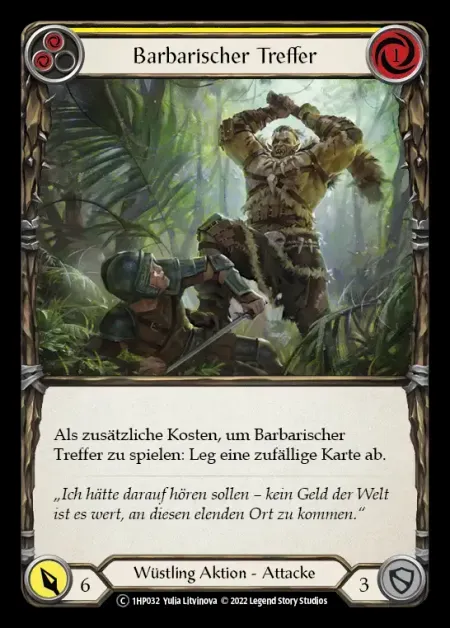 Barbarischer Treffer
1
Als zusätzliche Kosten, um Barbarischer
Treffer zu spielen: Leg eine zufällige Karte ab.
„Ich hätte darauf hören sollen – kein Geld der Welt
ist es wert, an diesen elenden Ort zu kommen.“
6
Wüstling Aktion - Attacke
3
C 1HP032 Yulia Litvinova © 2022 Legend Story Studios